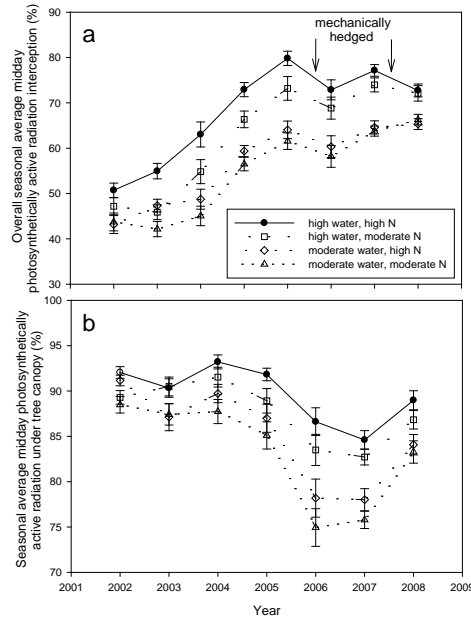 mechanically
hedged
a
Overall seasonal average midday
photosynthetically active radiation interception (%)
90
80
70
60
50
40
30
high water, high N
high water, moderate N
moderate water, high N
moderate water, moderate N
b
Seasonal average midday photosynthetically
active radiation under tree canopy (%)
100
95
90
85
80
75
70
2001 2002 2003 2004 2005 2006 2007 2008 2009
Year